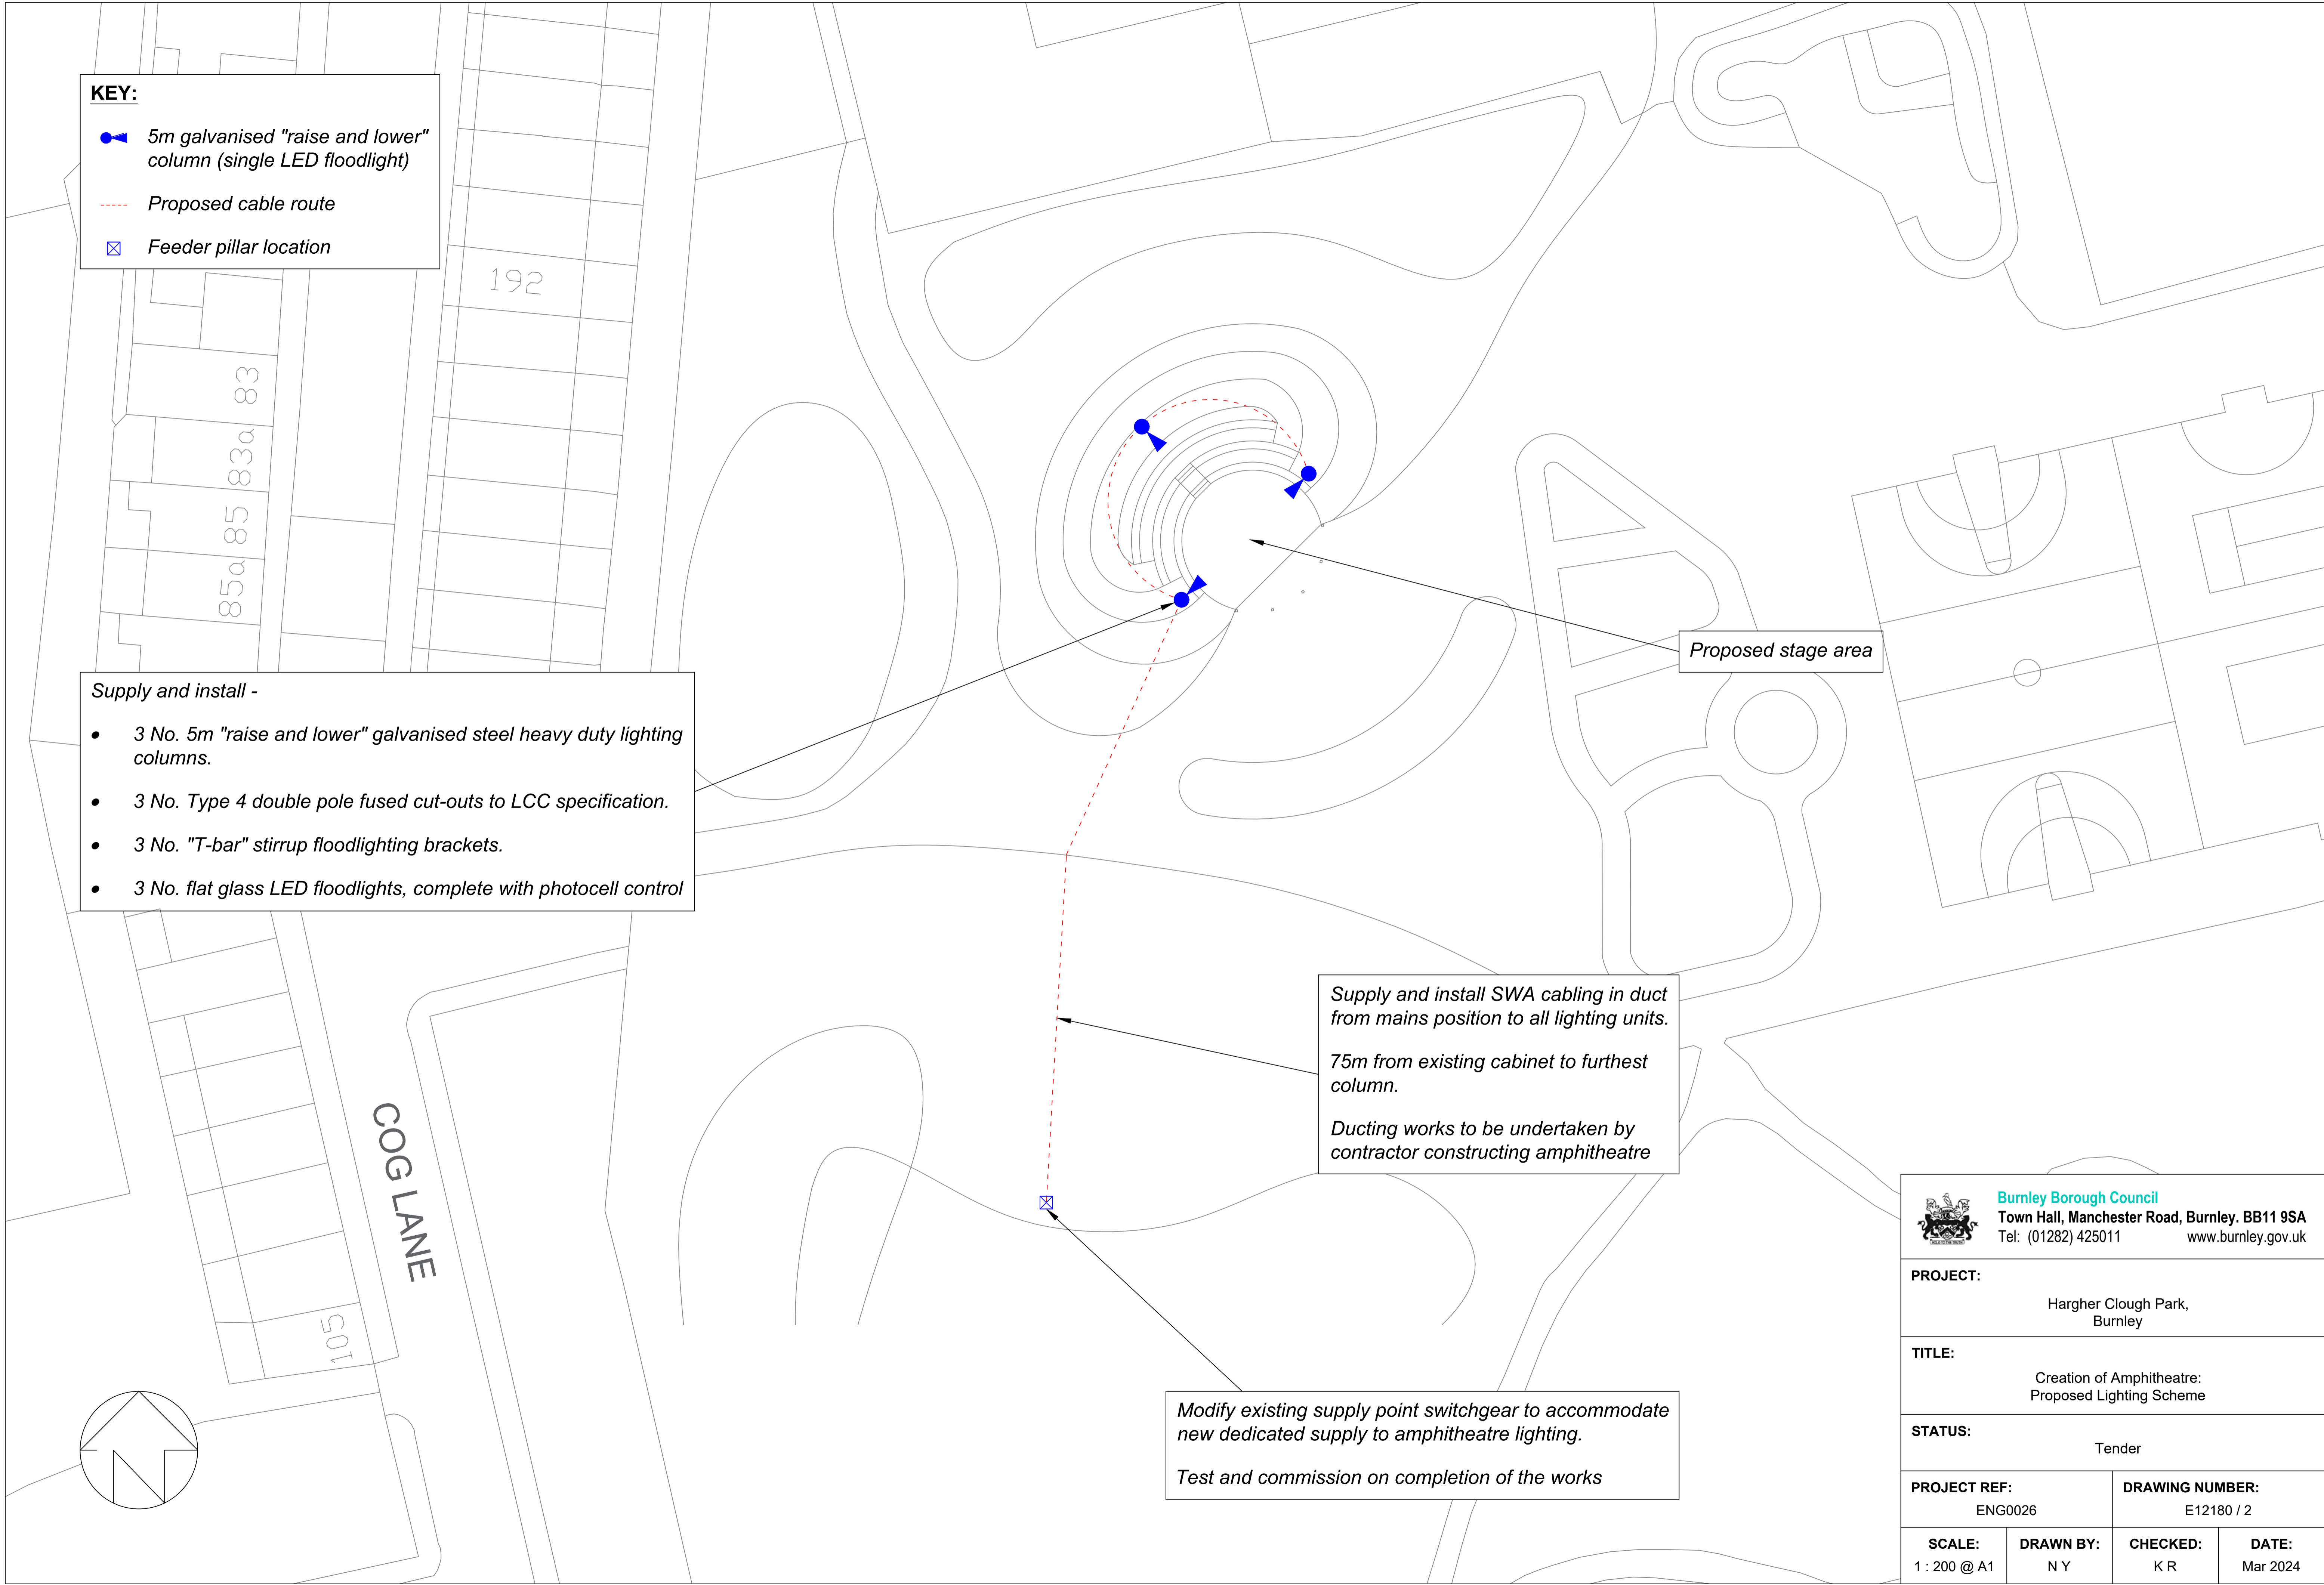 KEY:
5m galvanised "raise and lower"
column (single LED floodlight)
Proposed cable route
Feeder pillar location
192
83
83a
85
85a
Supply and install -
• 3 No. 5m "raise and lower" galvanised steel heavy duty lighting
columns.
• 3 No. Type 4 double pole fused cut-outs to LCC specification.
• 3 No. "T-bar" stirrup floodlighting brackets.
• 3 No. flat glass LED floodlights, complete with photocell control
Proposed stage area
Supply and install SWA cabling in duct
from mains position to all lighting units.
75m from existing cabinet to furthest
column.
Ducting works to be undertaken by
contractor constructing amphitheatre
COG LANE
105
N
Modify existing supply point switchgear to accommodate
new dedicated supply to amphitheatre lighting.
Test and commission on completion of the works
Burnley Borough Council
Town Hall, Manchester Road, Burnley. BB11 9SA
Tel: (01282) 425011 www.burnley.gov.uk
PROJECT:
Hargher Clough Park,
Burnley
TITLE:
Creation of Amphitheatre:
Proposed Lighting Scheme
STATUS:
Tender
PROJECT REF: DRAWING NUMBER:
ENG0026 E12180 / 2
SCALE: DRAWN BY: CHECKED: DATE:
1 : 200 @ A1 N Y K R Mar 2024